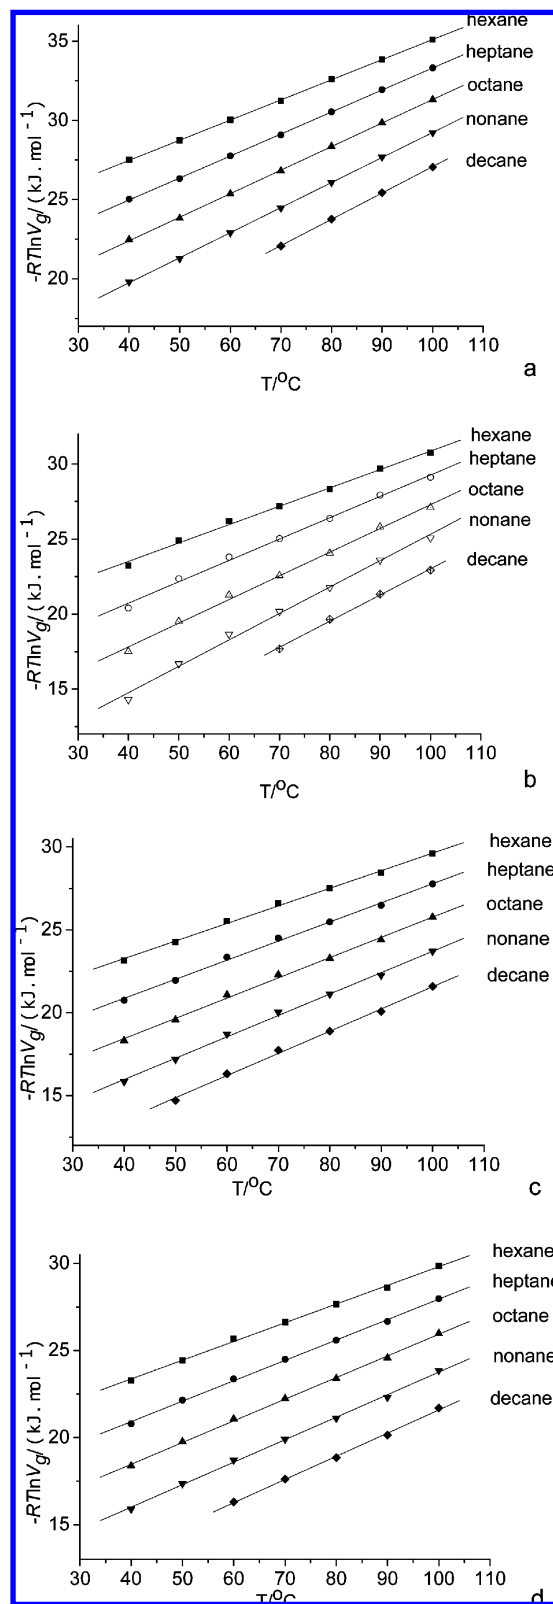 hexane
35
heptane
octane
30
nonane
decane
25
20
-RTlnVg/(kJ.mol-1)
30 40 50 60 70 80 90 100 110
T/°C
a
hexane
30
heptane
octane
25
nonane
decane
20
15
-RTlnVg/(kJ.mol-1)
30 40 50 60 70 80 90 100 110
T/°C
b
30
hexane
heptane
25
octane
nonane
20
decane
15
-RTlnVg/(kJ.mol-1)
30 40 50 60 70 80 90 100 110
T/°C
c
hexane
30
heptane
octane
25
nonane
20
decane
15
-RTlnVg/(kJ.mol-1)
30 40 50 60 70 80 90 100 110
T/°C
d